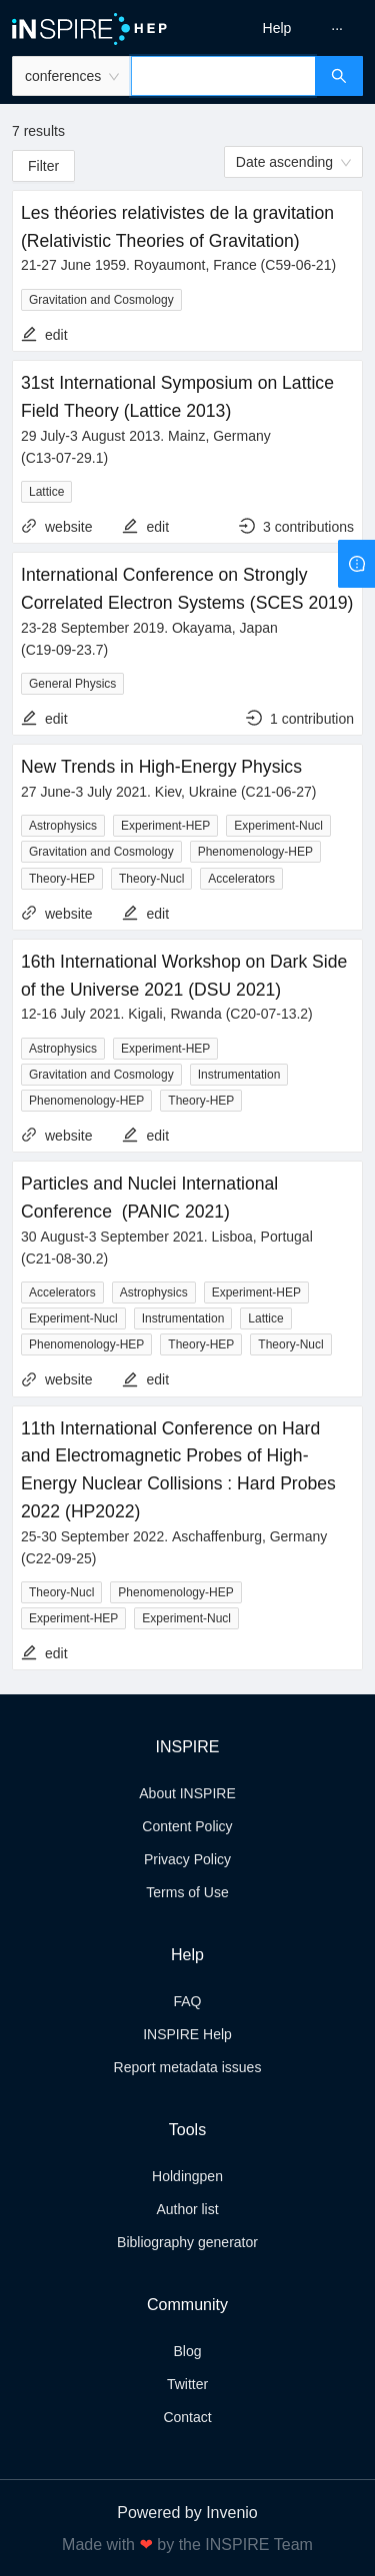 INSPIRE HEP
Help
···
conferences
7 results
Filter
Date ascending
Les théories relativistes de la gravitation
(Relativistic Theories of Gravitation)
21-27 June 1959. Royaumont, France (C59-06-21)
Gravitation and Cosmology
edit
31st International Symposium on Lattice
Field Theory (Lattice 2013)
29 July-3 August 2013. Mainz, Germany
(C13-07-29.1)
Lattice
website edit 3 contributions
International Conference on Strongly
Correlated Electron Systems (SCES 2019)
23-28 September 2019. Okayama, Japan
(C19-09-23.7)
General Physics
edit 1 contribution
New Trends in High-Energy Physics
27 June-3 July 2021. Kiev, Ukraine (C21-06-27)
Astrophysics Experiment-HEP Experiment-Nucl
Gravitation and Cosmology Phenomenology-HEP
Theory-HEP Theory-Nucl Accelerators
website edit
16th International Workshop on Dark Side
of the Universe 2021 (DSU 2021)
12-16 July 2021. Kigali, Rwanda (C20-07-13.2)
Astrophysics Experiment-HEP
Gravitation and Cosmology Instrumentation
Phenomenology-HEP Theory-HEP
website edit
Particles and Nuclei International
Conference (PANIC 2021)
30 August-3 September 2021. Lisboa, Portugal
(C21-08-30.2)
Accelerators Astrophysics Experiment-HEP
Experiment-Nucl Instrumentation Lattice
Phenomenology-HEP Theory-HEP Theory-Nucl
website edit
11th International Conference on Hard
and Electromagnetic Probes of High-
Energy Nuclear Collisions : Hard Probes
2022 (HP2022)
25-30 September 2022. Aschaffenburg, Germany
(C22-09-25)
Theory-Nucl Phenomenology-HEP
Experiment-HEP Experiment-Nucl
edit
INSPIRE
About INSPIRE
Content Policy
Privacy Policy
Terms of Use
Help
FAQ
INSPIRE Help
Report metadata issues
Tools
Holdingpen
Author list
Bibliography generator
Community
Blog
Twitter
Contact
Powered by Invenio
Made with ❤ by the INSPIRE Team